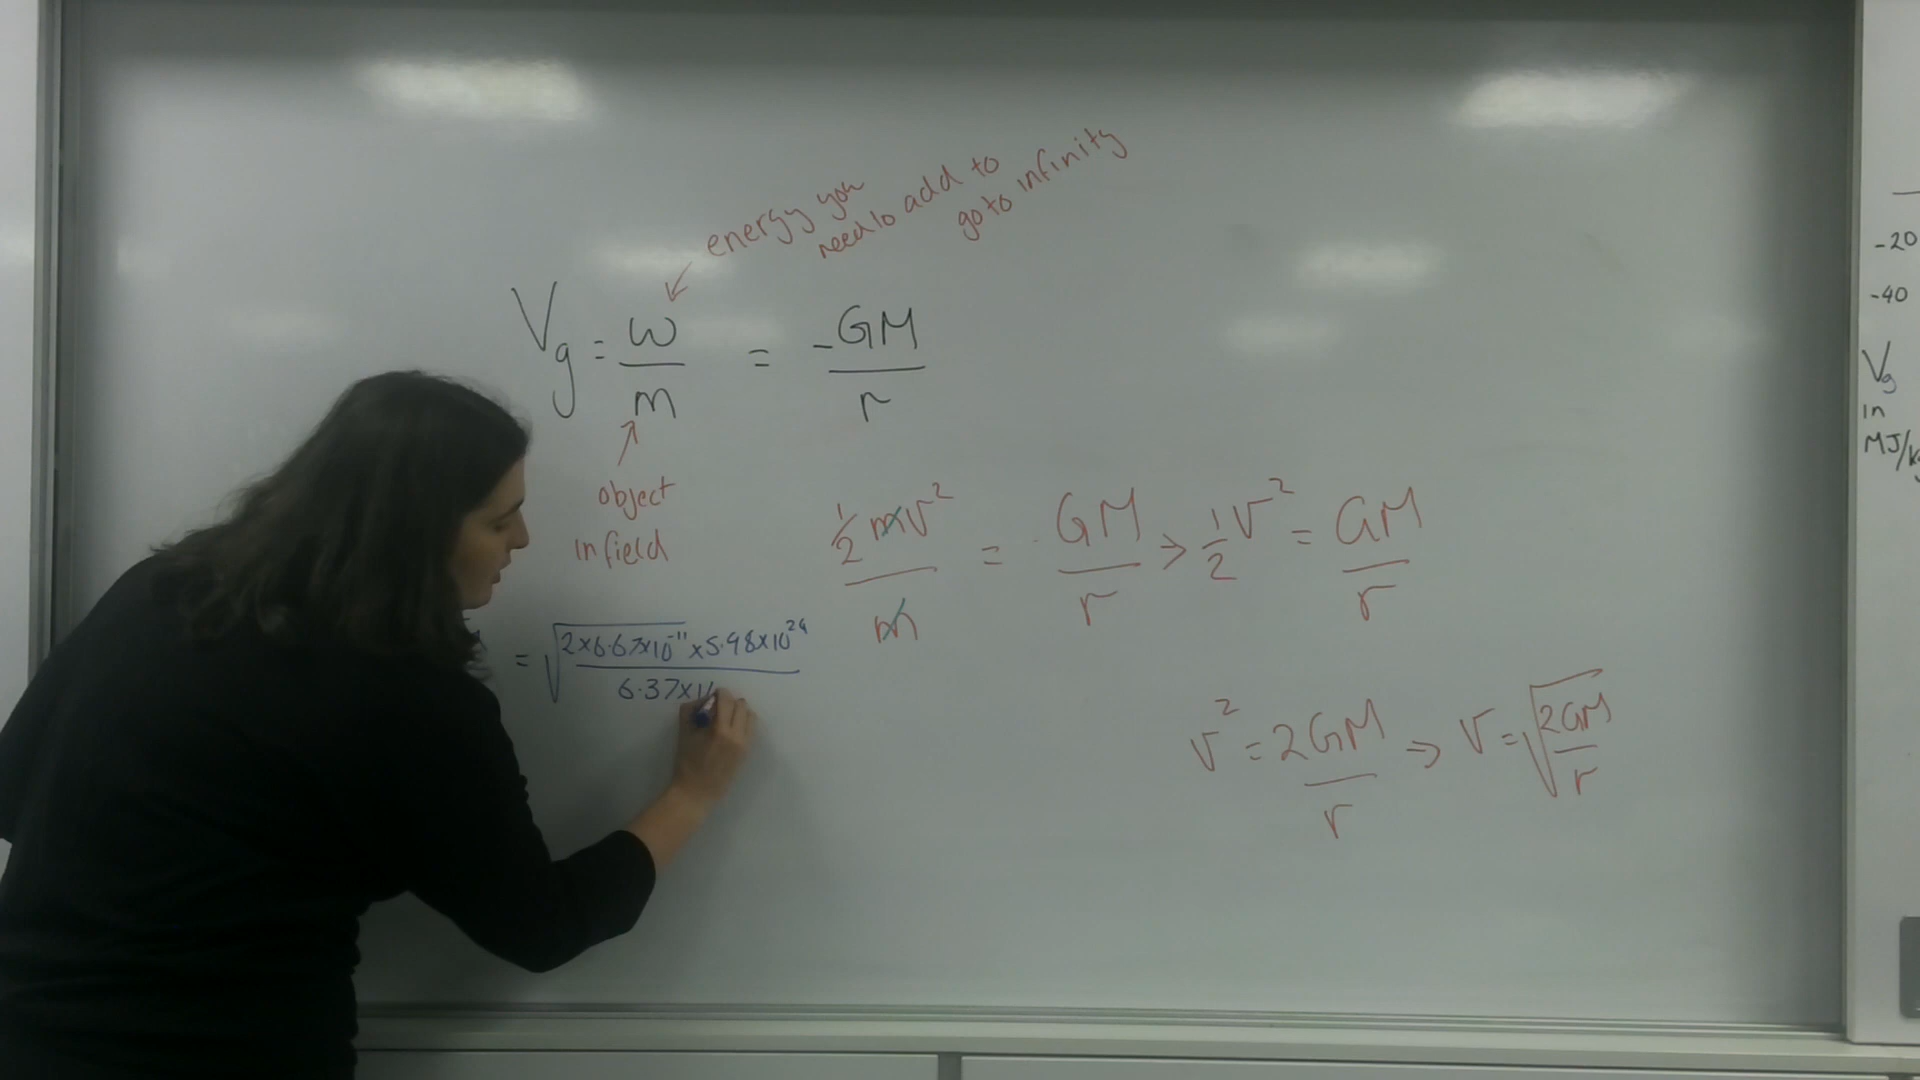 energy you
need to add to
go to infinity
Vg = w/m = -GM/r
object
in field
½mv²/m = GM/r → ½v² = GM/r
= √(2×6.67×10⁻¹¹×5.98×10²⁴/6.37×1
v² = 2GM/r → v = √(2GM/r)
-20
-40
Vg
in
MJ/k